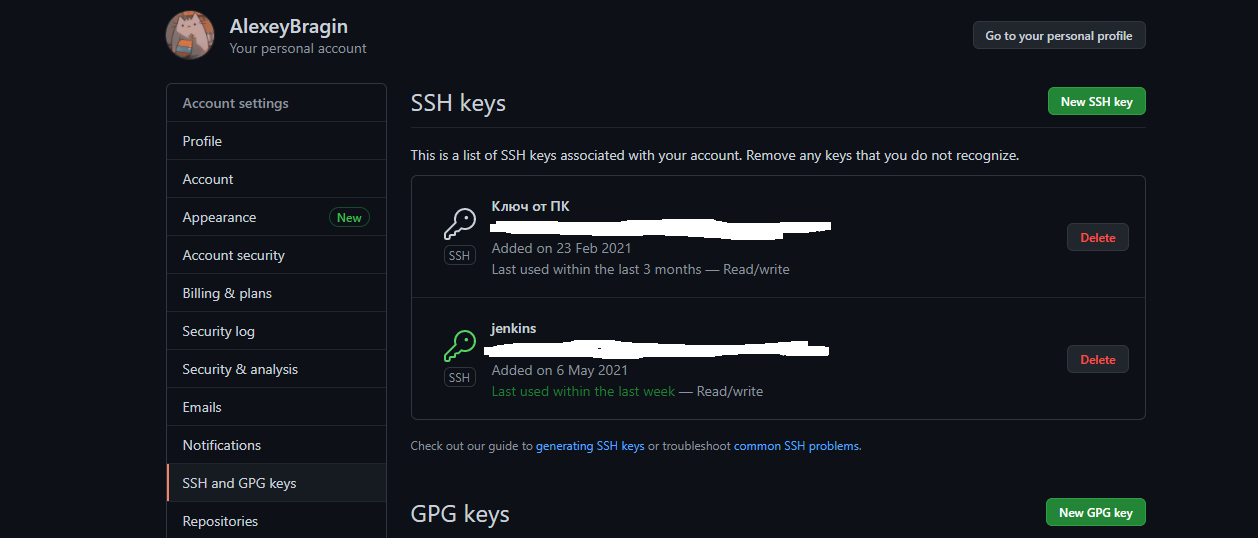 AlexeyBragin
Your personal account
Go to your personal profile
Account settings
Profile
Account
Appearance New
Account security
Billing & plans
Security log
Security & analysis
Emails
Notifications
SSH and GPG keys
Repositories
SSH keys
New SSH key
This is a list of SSH keys associated with your account. Remove any keys that you do not recognize.
Ключ от ПК
Added on 23 Feb 2021
Last used within the last 3 months — Read/write
SSH
Delete
jenkins
Added on 6 May 2021
Last used within the last week — Read/write
SSH
Delete
Check out our guide to generating SSH keys or troubleshoot common SSH problems.
GPG keys
New GPG key